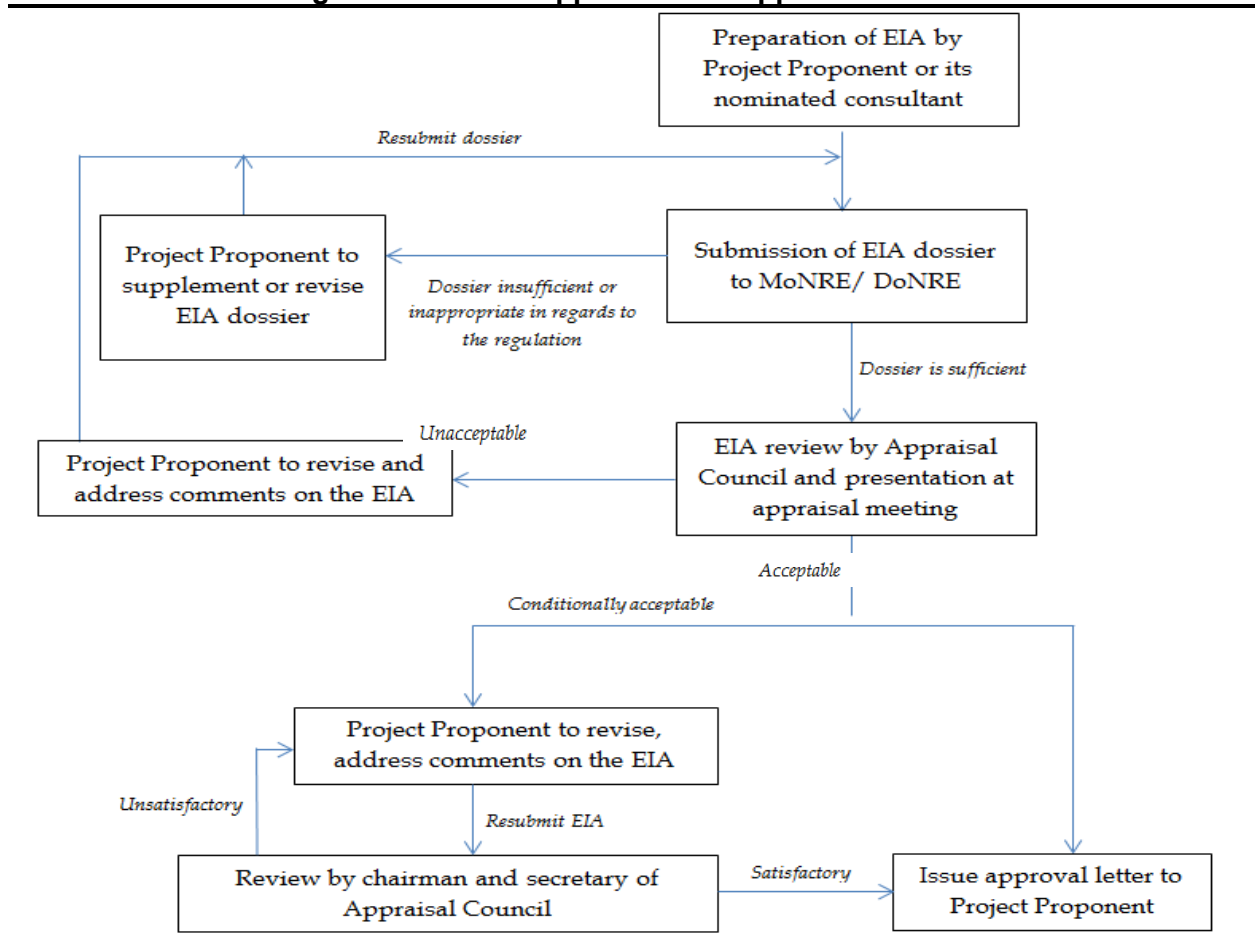 Preparation of EIA by
Project Proponent or its
nominated consultant
Resubmit dossier
Project Proponent to
supplement or revise
EIA dossier
Dossier insufficient or
inappropriate in regards to
the regulation
Submission of EIA dossier
to MoNRE/ DoNRE
Dossier is sufficient
Unacceptable
Project Proponent to revise and
address comments on the EIA
EIA review by Appraisal
Council and presentation at
appraisal meeting
Acceptable
Conditionally acceptable
Project Proponent to revise,
address comments on the EIA
Unsatisfactory
Resubmit EIA
Review by chairman and secretary of
Appraisal Council
Satisfactory
Issue approval letter to
Project Proponent